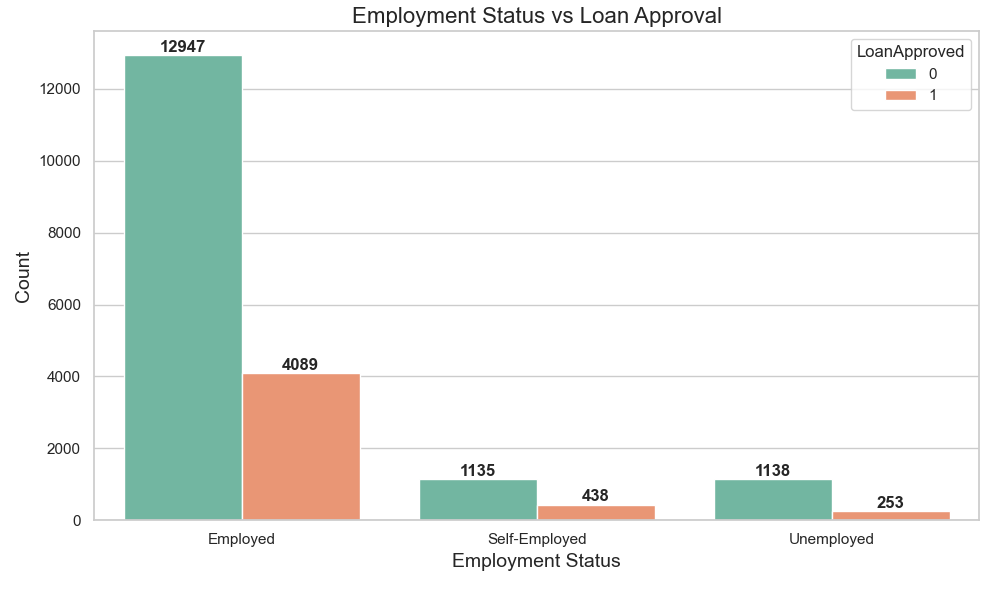 Employment Status vs Loan Approval
LoanApproved
0
1
Count
12000
10000
8000
6000
4000
2000
0
12947
4089
1135
438
1138
253
Employed
Self-Employed
Unemployed
Employment Status